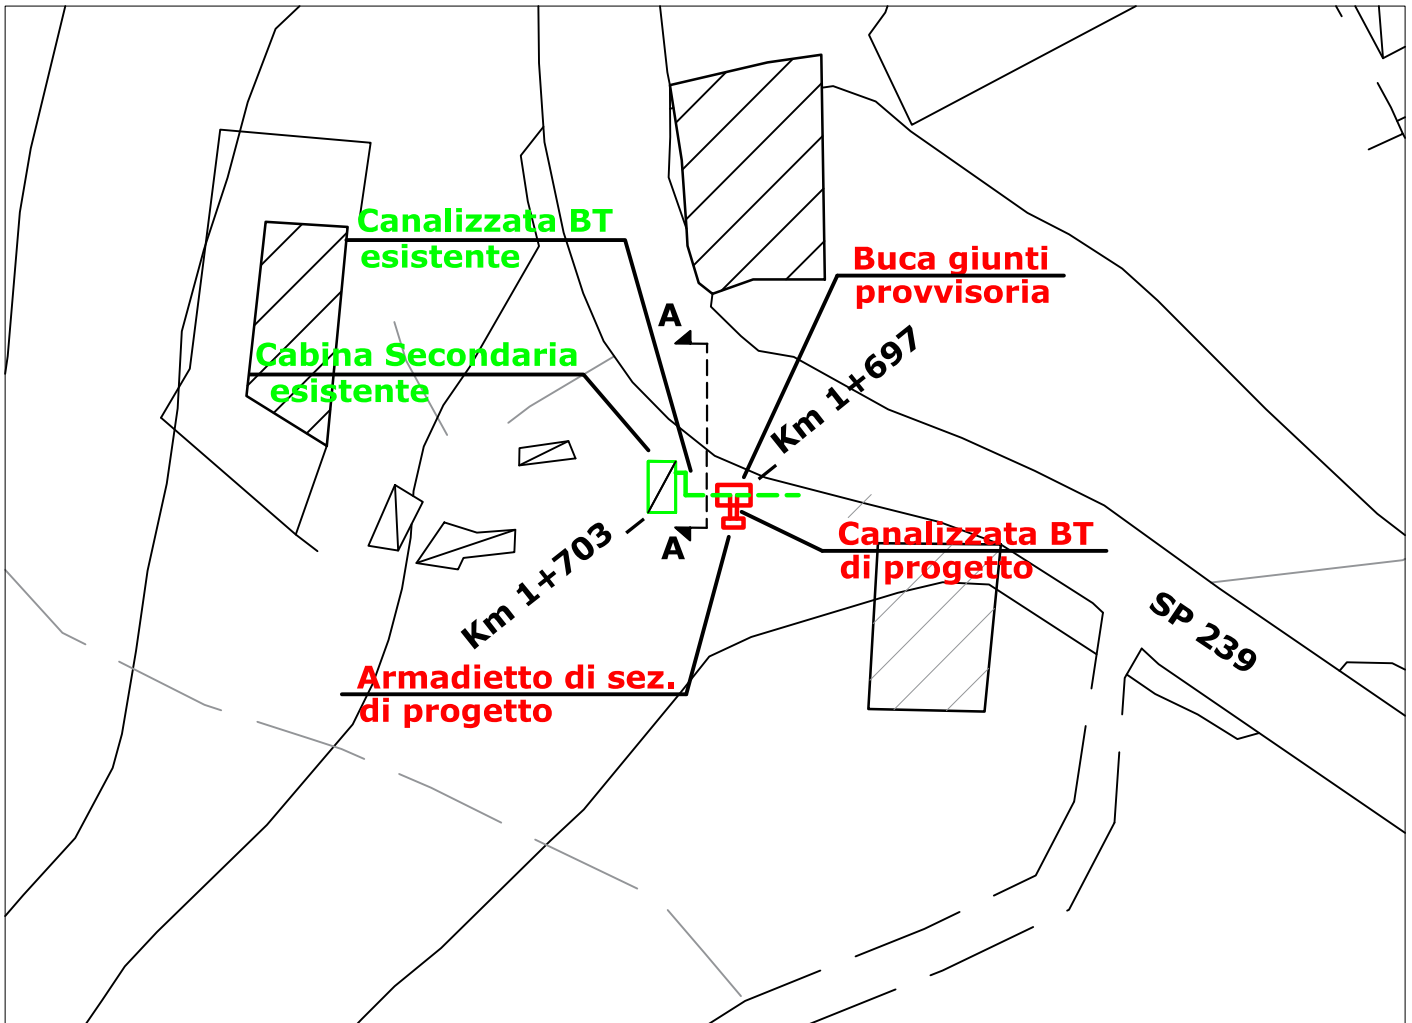 Canalizzata BT
esistente
Buca giunti
provvisoria
A
Km 1+697
Cabina Secondaria
esistente
Canalizzata BT
di progetto
A
Km 1+703
SP 239
Armadietto di sez.
di progetto